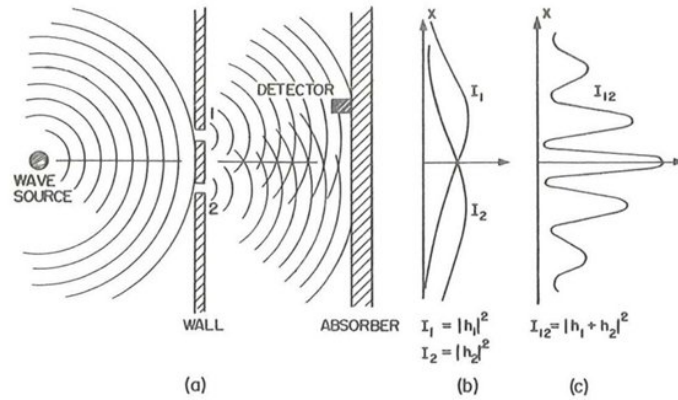 WAVE
SOURCE
1
2
DETECTOR
WALL
ABSORBER
(a)
X
I₁
I₂
I₁ = |h₁|²
I₂ = |h₂|²
(b)
X
I₁₂
I₁₂ = |h₁ + h₂|²
(c)